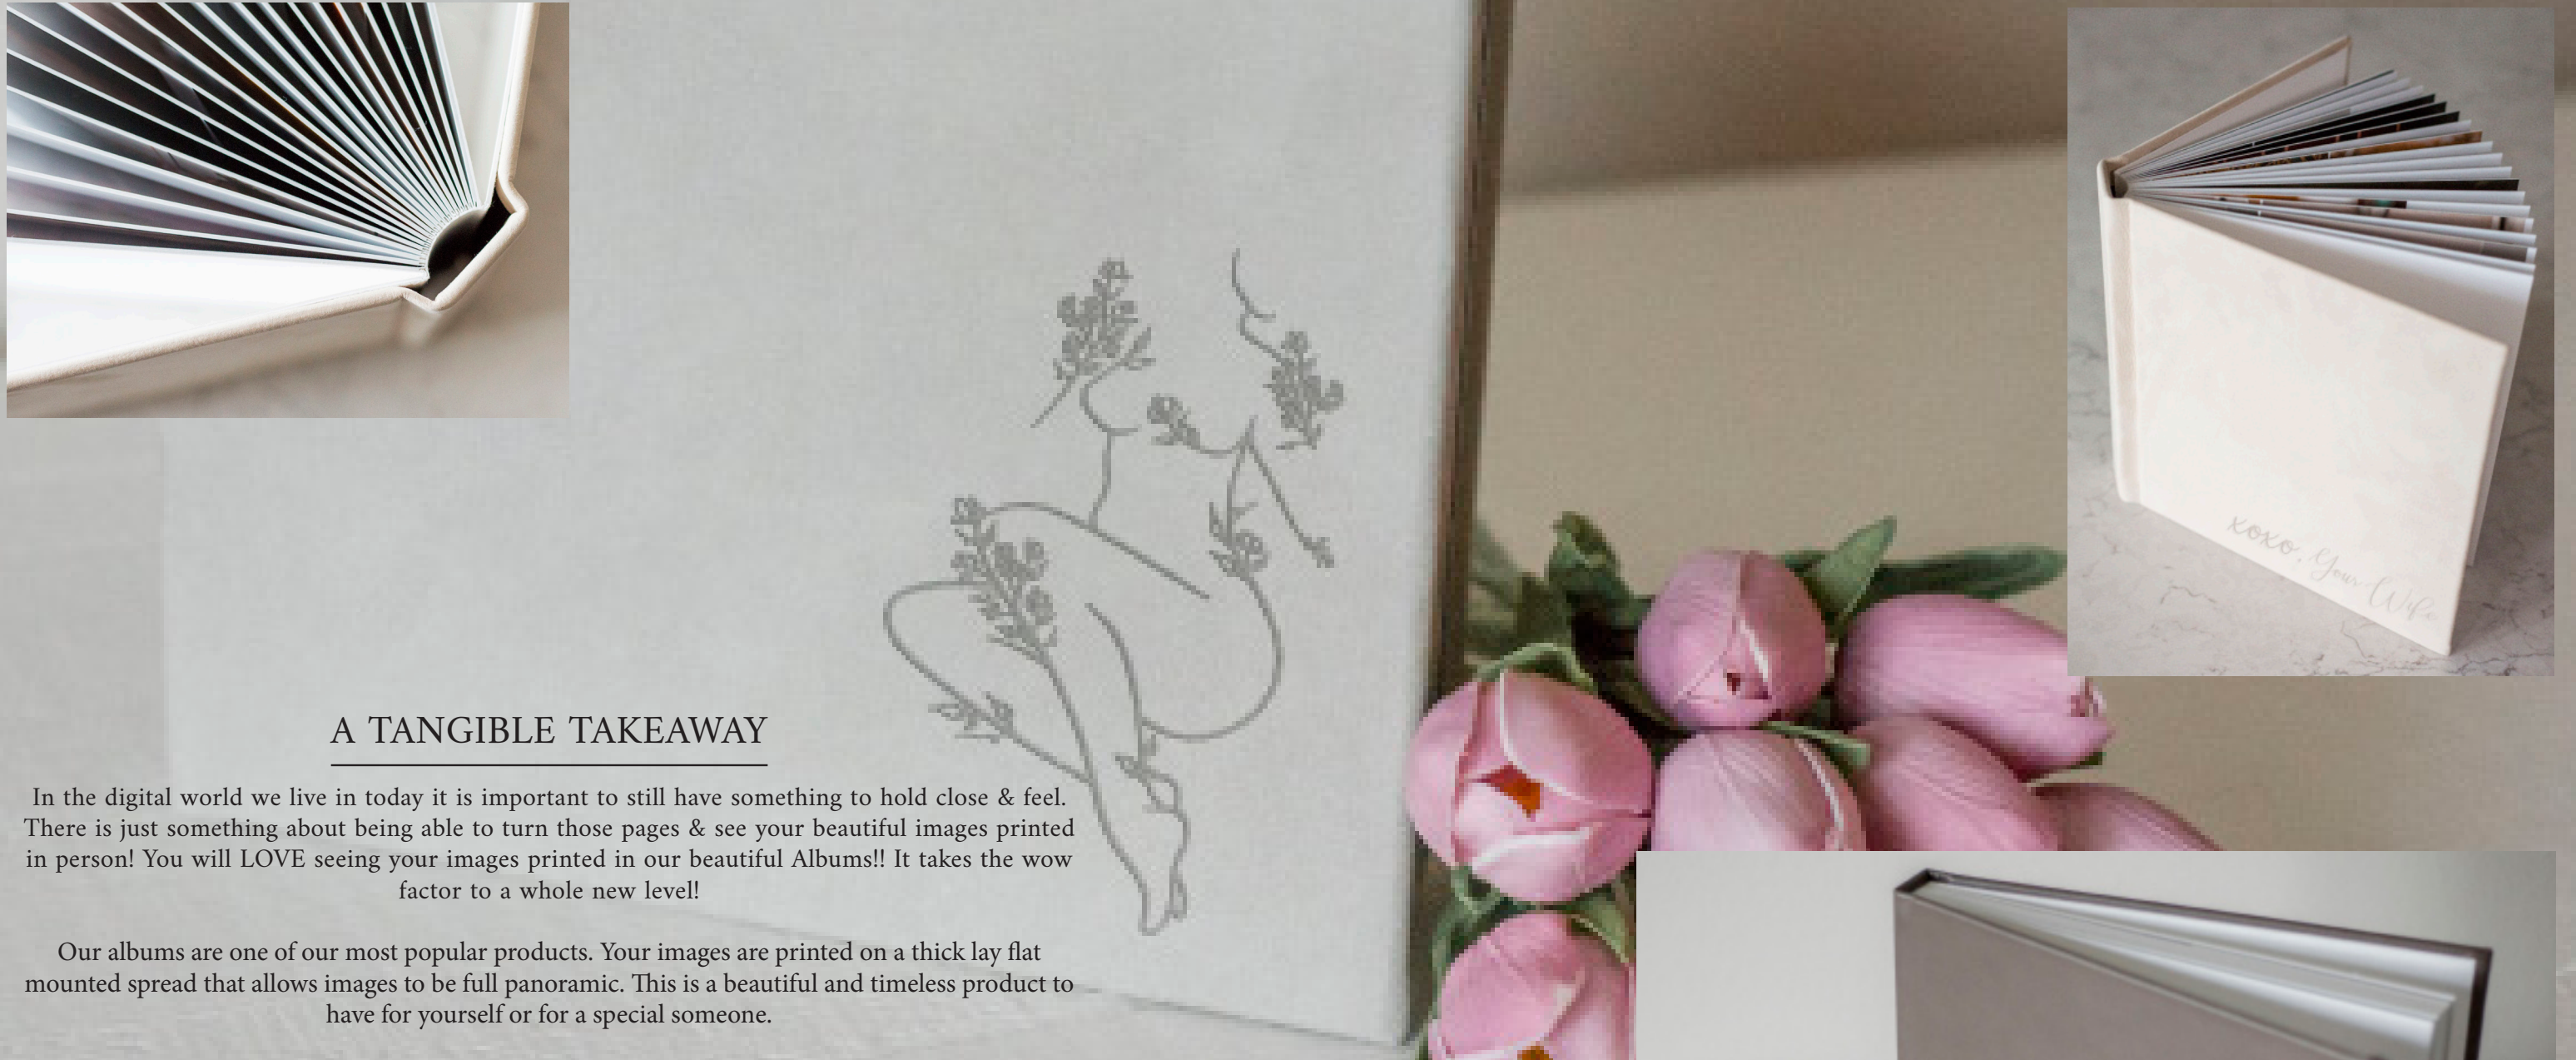 A TANGIBLE TAKEAWAY
In the digital world we live in today it is important to still have something to hold close & feel.
There is just something about being able to turn those pages & see your beautiful images printed
in person! You will LOVE seeing your images printed in our beautiful Albums!! It takes the wow
factor to a whole new level!
Our albums are one of our most popular products. Your images are printed on a thick lay flat
mounted spread that allows images to be full panoramic. This is a beautiful and timeless product to
have for yourself or for a special someone.
xoxo, Your Wife